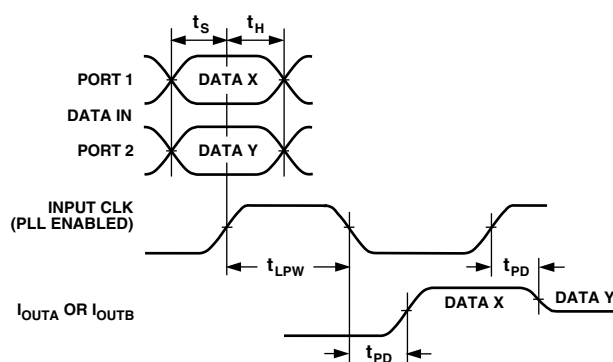 tS tH
PORT 1 DATA X
DATA IN
PORT 2 DATA Y
INPUT CLK
(PLL ENABLED)
tLPW tPD
IOUTA OR IOUTB DATA X DATA Y
tPD